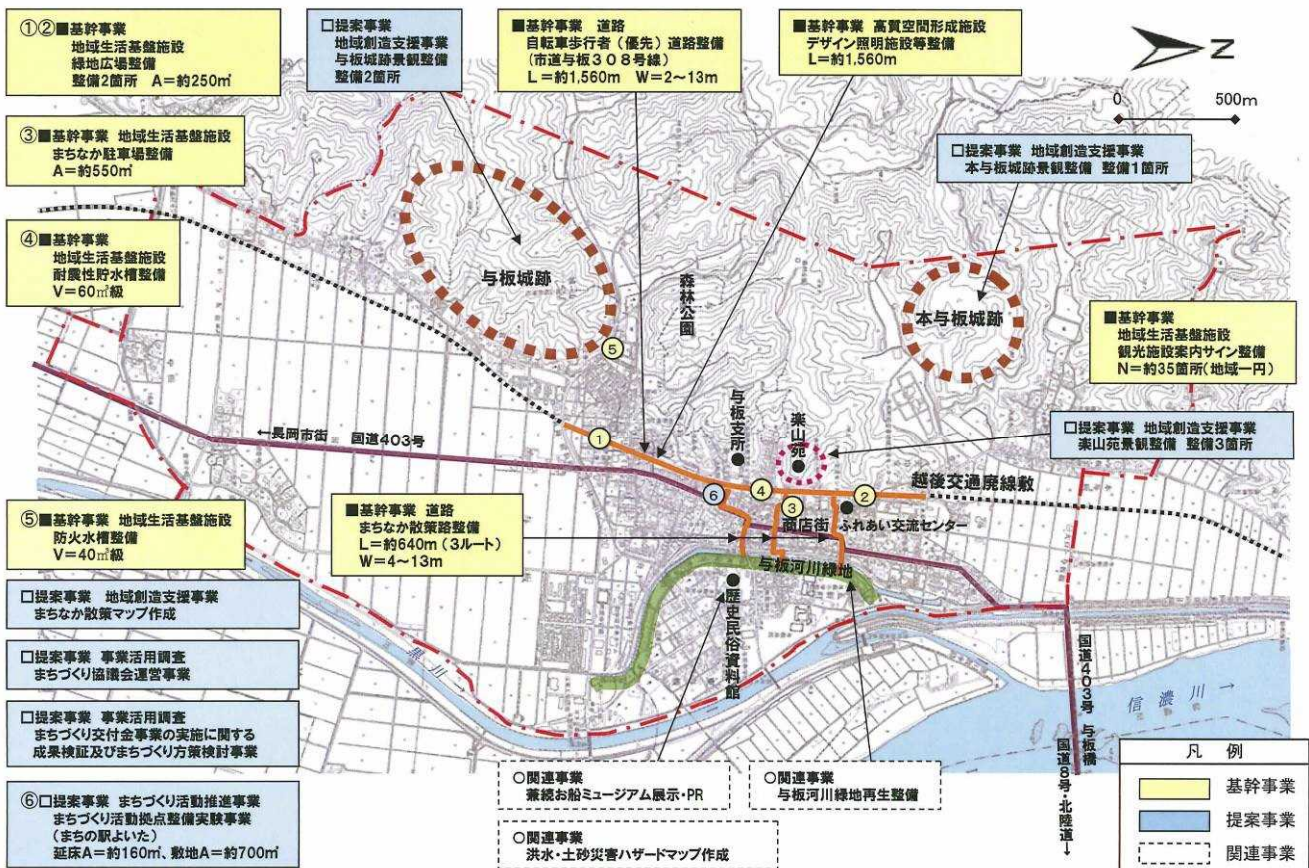 ①②■基幹事業
地域生活基盤施設
緑地広場整備
整備2箇所 A=約250㎡
□提案事業
地域創造支援事業
与板城跡景観整備
整備2箇所
■基幹事業 道路
自転車歩行者(優先)道路整備
(市道与板308号線)
L=約1,560m W=2～13m
■基幹事業 高質空間形成施設
デザイン照明施設等整備
L=約1,560m
N
0 500m
③■基幹事業 地域生活基盤施設
まちなか駐車場整備
A=約550㎡
□提案事業 地域創造支援事業
本与板城跡景観整備 整備1箇所
④■基幹事業
地域生活基盤施設
耐震性貯水槽整備
V=60㎥級
与板城跡
森林公園
本与板城跡
■基幹事業
地域生活基盤施設
観光施設案内サイン整備
N=約35箇所(地域一円)
⑤
←長岡市街 国道403号
①
与板支所
楽山苑
□提案事業 地域創造支援事業
楽山苑景観整備 整備3箇所
越後交通廃線敷
⑥
④
③
②
商店街
ふれあい交流センター
⑤■基幹事業 地域生活基盤施設
防火水槽整備
V=40㎥級
■基幹事業 道路
まちなか散策路整備
L=約640m(3ルート)
W=4～13m
与板河川緑地
歴史民俗資料館
□提案事業 地域創造支援事業
まちなか散策マップ作成
□提案事業 事業活用調査
まちづくり協議会運営事業
□提案事業 事業活用調査
まちづくり交付金事業の実施に関する
成果検証及びまちづくり方策検討事業
⑥□提案事業 まちづくり活動推進事業
まちづくり活動拠点整備実験事業
(まちの駅よいた)
延床A=約160㎡、敷地A=約700㎡
黒川→
信濃川→
国道403号 与板橋
国道8号・北陸道→
○関連事業
兼続お船ミュージアム展示・PR
○関連事業
与板河川緑地再生整備
○関連事業
洪水・土砂災害ハザードマップ作成
凡例
基幹事業
提案事業
関連事業